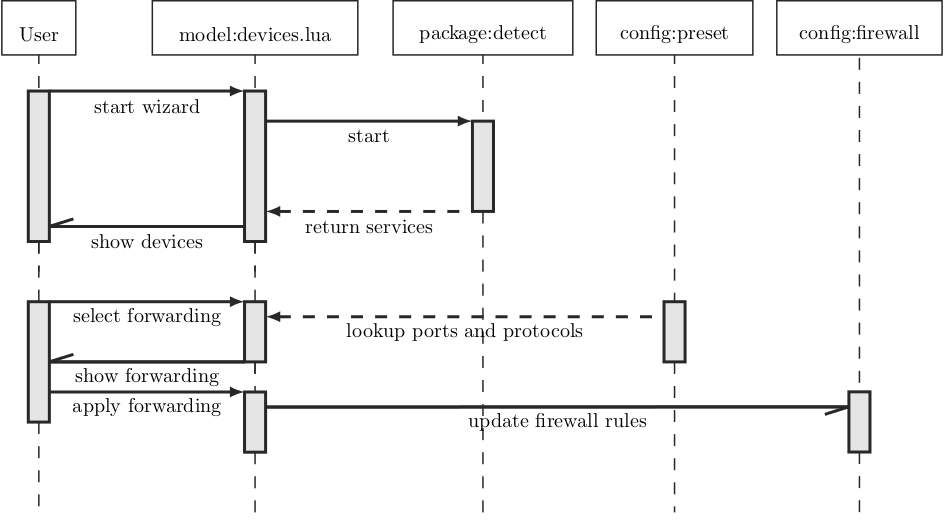 User
model:devices.lua
package:detect
config:preset
config:firewall
start wizard
start
return services
show devices
select forwarding
lookup ports and protocols
show forwarding
apply forwarding
update firewall rules